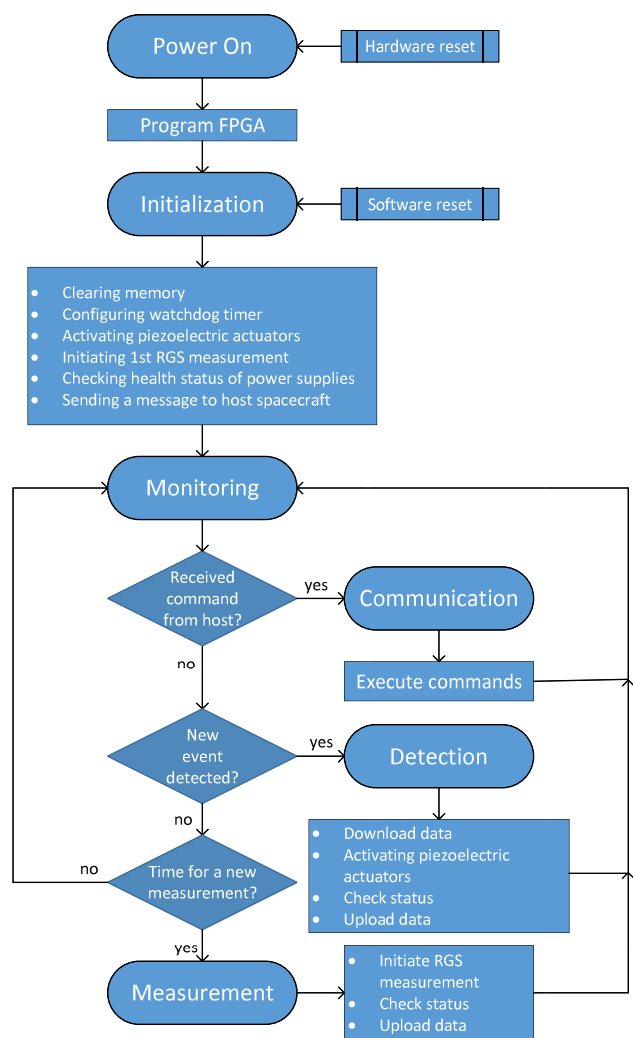 Power On
Hardware reset
Program FPGA
Initialization
Software reset
• Clearing memory
• Configuring watchdog timer
• Activating piezoelectric actuators
• Initiating 1st RGS measurement
• Checking health status of power supplies
• Sending a message to host spacecraft
Monitoring
Received
command
from host?
yes
Communication
no
Execute commands
New
event
detected?
yes
Detection
no
• Download data
• Activating piezoelectric
actuators
• Check status
• Upload data
no
Time for a new
measurement?
yes
Measurement
• Initiate RGS
measurement
• Check status
• Upload data